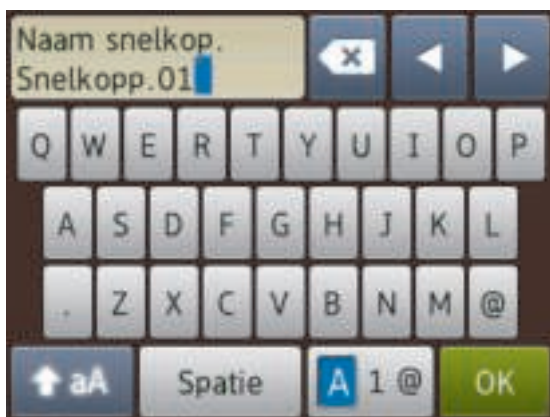 Naam snelkop.
Snelkopp.01
Q W E R T Y U I O P
A S D F G H J K L
. Z X C V B N M @
aA Spatie A 1 @ OK